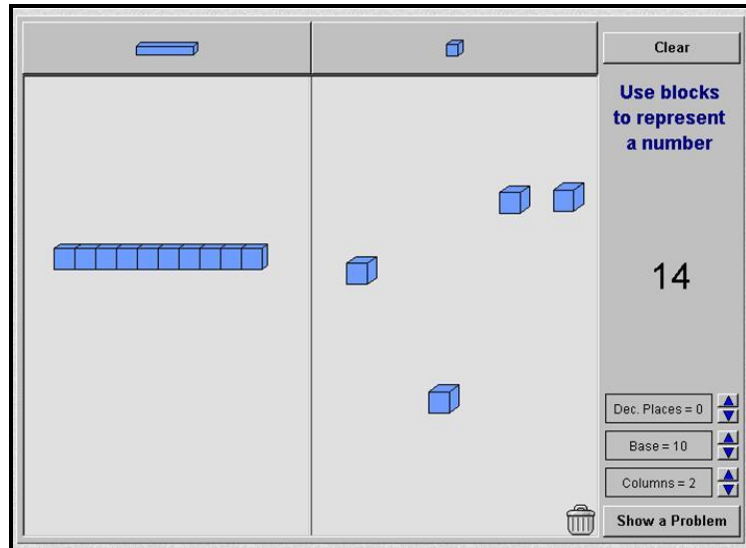 Clear
Use blocks
to represent
a number
14
Dec. Places = 0
Base = 10
Columns = 2
Show a Problem